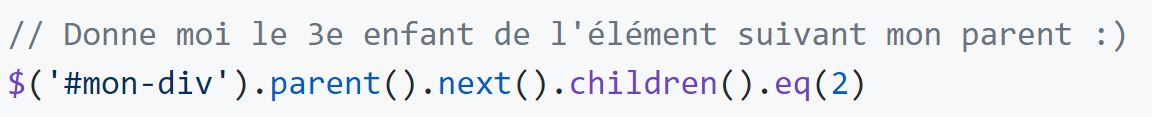 // Donne moi le 3e enfant de l'élément suivant mon parent :)
$('#mon-div').parent().next().children().eq(2)